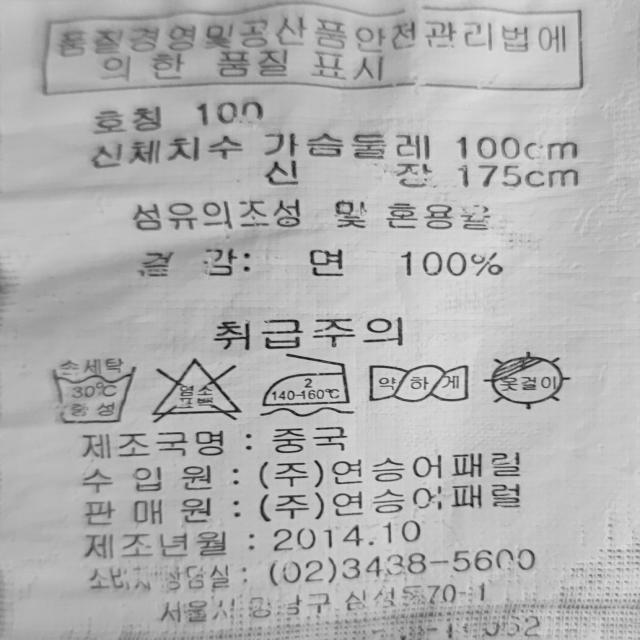 품질경영및공산품안전관리법에
의한 품질 표시
호칭 100
신체치수 가슴둘레 100cm
신 장 175cm
섬유의조성 및 혼용율
겉 감: 면 100%
취급주의
손세탁
30℃
중성
염소
표백
2
140-160℃
약하게
옷걸이
제조국명 : 중국
수 입 원 : (주)연승어패럴
판 매 원 : (주)연승어패럴
제조년월 : 2014.10
소비자상담실 : (02)3438-5600
서울시 강남구 삼성동70-1